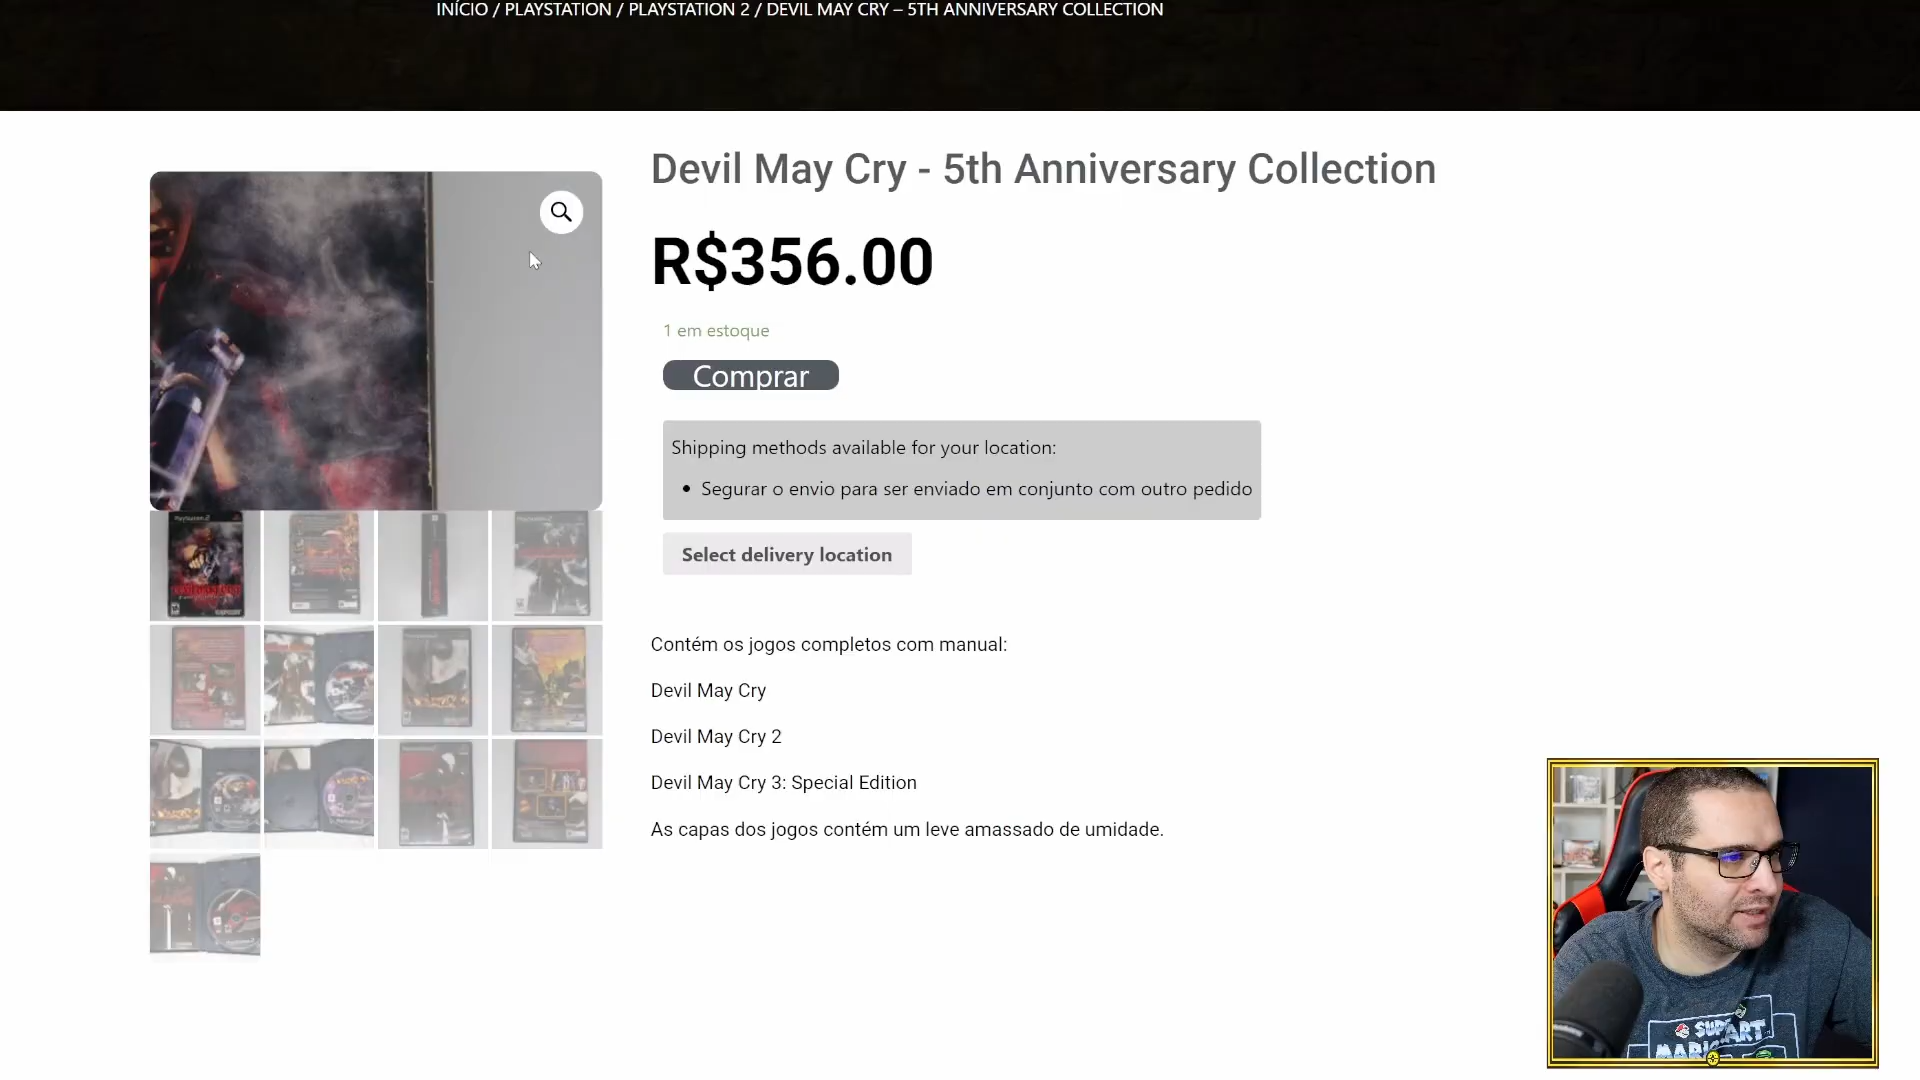 INÍCIO / PLAYSTATION / PLAYSTATION 2 / DEVIL MAY CRY – 5TH ANNIVERSARY COLLECTION
Devil May Cry - 5th Anniversary Collection
R$356.00
1 em estoque
Comprar
Shipping methods available for your location:
• Segurar o envio para ser enviado em conjunto com outro pedido
Select delivery location
Contém os jogos completos com manual:
Devil May Cry
Devil May Cry 2
Devil May Cry 3: Special Edition
As capas dos jogos contém um leve amassado de umidade.